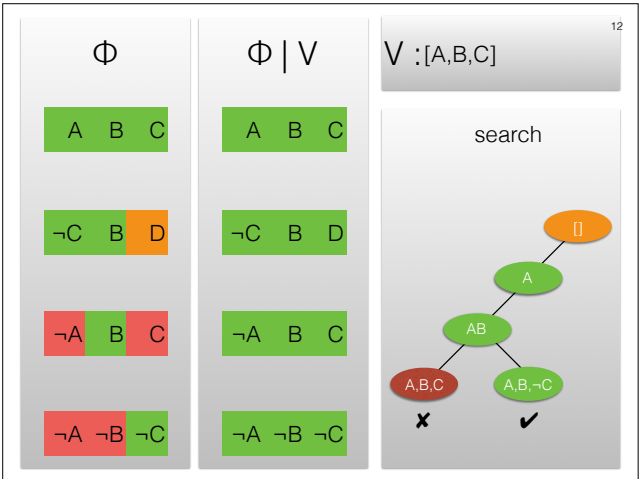 12
Φ
Φ | V
V :[A,B,C]
A B C
A B C
search
¬C B D
¬C B D
[]
A
¬A B C
¬A B C
AB
A,B,C
A,B,¬C
✘ ✔
¬A ¬B ¬C
¬A ¬B ¬C